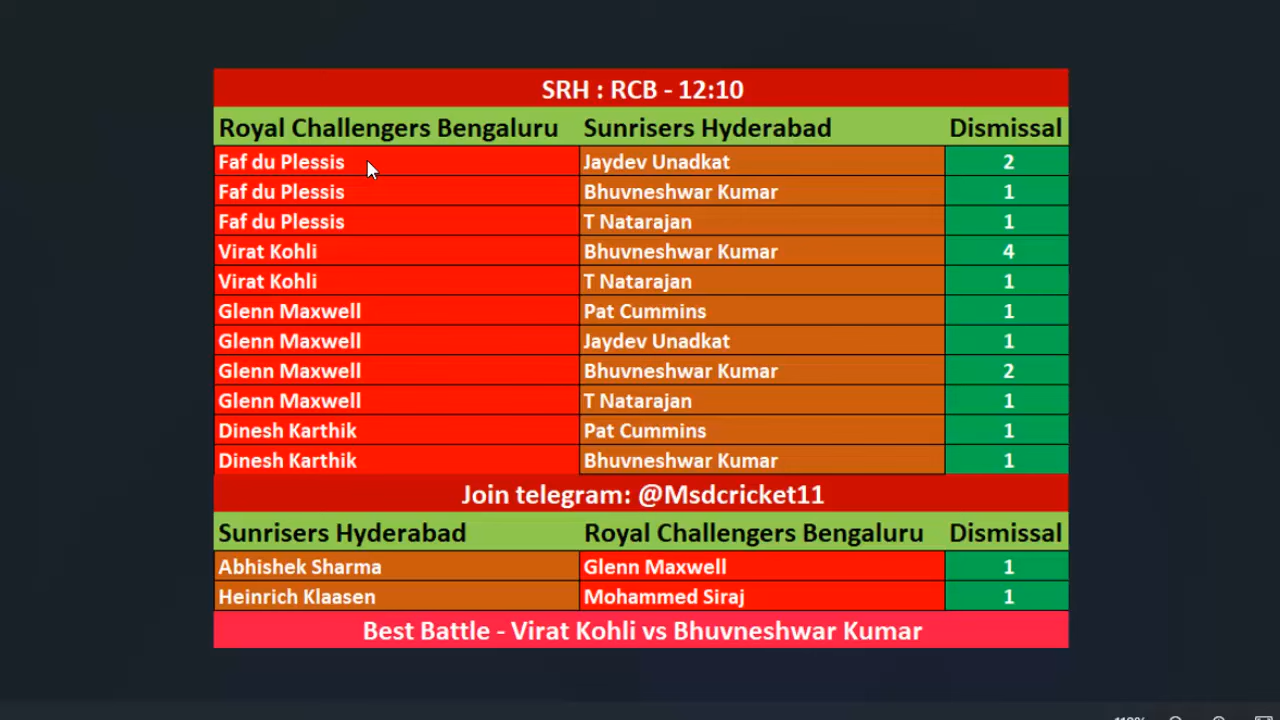 SRH : RCB - 12:10
Royal Challengers Bengaluru Sunrisers Hyderabad Dismissal
Faf du Plessis Jaydev Unadkat 2
Faf du Plessis Bhuvneshwar Kumar 1
Faf du Plessis T Natarajan 1
Virat Kohli Bhuvneshwar Kumar 4
Virat Kohli T Natarajan 1
Glenn Maxwell Pat Cummins 1
Glenn Maxwell Jaydev Unadkat 1
Glenn Maxwell Bhuvneshwar Kumar 2
Glenn Maxwell T Natarajan 1
Dinesh Karthik Pat Cummins 1
Dinesh Karthik Bhuvneshwar Kumar 1
Join telegram: @Msdcricket11
Sunrisers Hyderabad Royal Challengers Bengaluru Dismissal
Abhishek Sharma Glenn Maxwell 1
Heinrich Klaasen Mohammed Siraj 1
Best Battle - Virat Kohli vs Bhuvneshwar Kumar